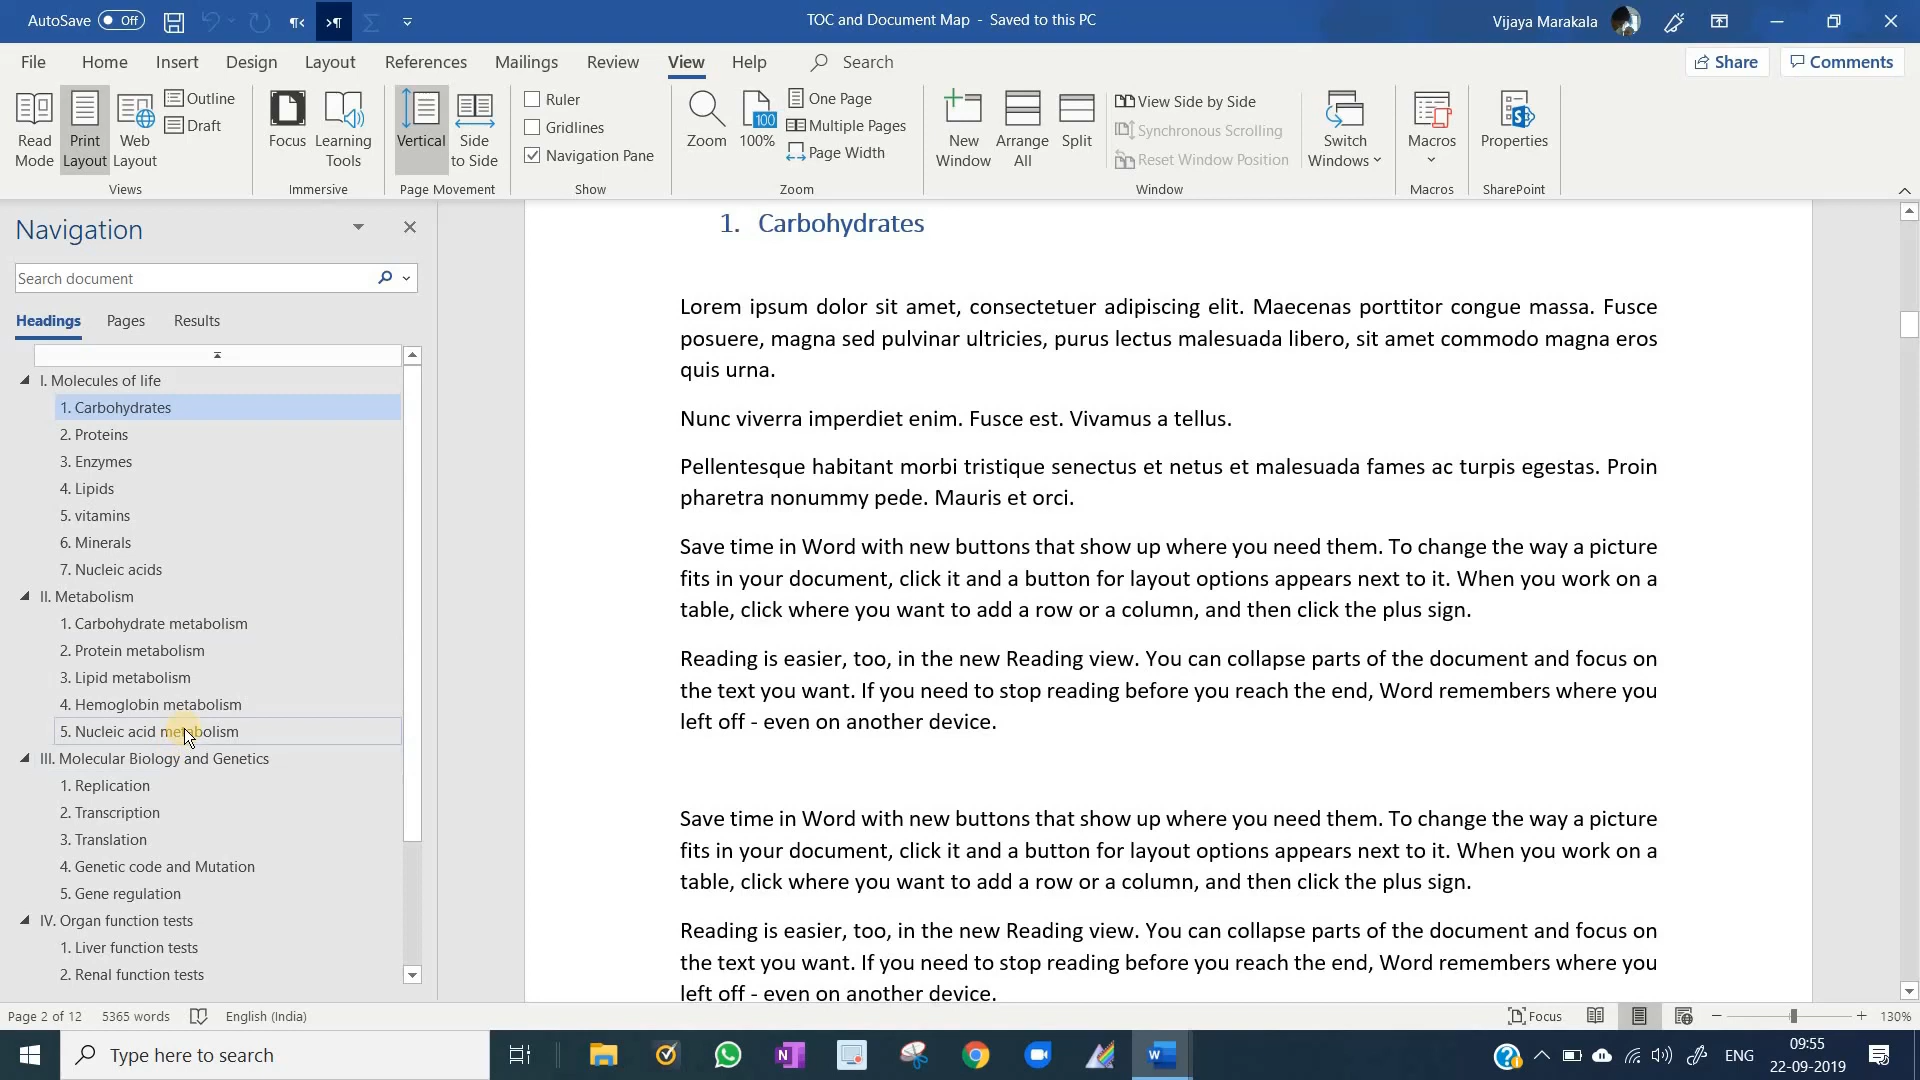 AutoSave Off
TOC and Document Map - Saved to this PC
Vijaya Marakala
File Home Insert Design Layout References Mailings Review View Help Search
Share Comments
Read Mode
Print Layout
Web Layout
Outline
Draft
Views
Focus
Learning Tools
Immersive
Vertical
Side to Side
Page Movement
Ruler
Gridlines
Navigation Pane
Show
Zoom
100
100%
One Page
Multiple Pages
Page Width
Zoom
New Window
Arrange All
Split
View Side by Side
Synchronous Scrolling
Reset Window Position
Window
Switch Windows
Macros
Macros
Properties
SharePoint
Navigation
Search document
Headings Pages Results
I. Molecules of life
1. Carbohydrates
2. Proteins
3. Enzymes
4. Lipids
5. vitamins
6. Minerals
7. Nucleic acids
II. Metabolism
1. Carbohydrate metabolism
2. Protein metabolism
3. Lipid metabolism
4. Hemoglobin metabolism
5. Nucleic acid metabolism
III. Molecular Biology and Genetics
1. Replication
2. Transcription
3. Translation
4. Genetic code and Mutation
5. Gene regulation
IV. Organ function tests
1. Liver function tests
2. Renal function tests
1. Carbohydrates
Lorem ipsum dolor sit amet, consectetuer adipiscing elit. Maecenas porttitor congue massa. Fusce
posuere, magna sed pulvinar ultricies, purus lectus malesuada libero, sit amet commodo magna eros
quis urna.
Nunc viverra imperdiet enim. Fusce est. Vivamus a tellus.
Pellentesque habitant morbi tristique senectus et netus et malesuada fames ac turpis egestas. Proin
pharetra nonummy pede. Mauris et orci.
Save time in Word with new buttons that show up where you need them. To change the way a picture
fits in your document, click it and a button for layout options appears next to it. When you work on a
table, click where you want to add a row or a column, and then click the plus sign.
Reading is easier, too, in the new Reading view. You can collapse parts of the document and focus on
the text you want. If you need to stop reading before you reach the end, Word remembers where you
left off - even on another device.
Save time in Word with new buttons that show up where you need them. To change the way a picture
fits in your document, click it and a button for layout options appears next to it. When you work on a
table, click where you want to add a row or a column, and then click the plus sign.
Reading is easier, too, in the new Reading view. You can collapse parts of the document and focus on
the text you want. If you need to stop reading before you reach the end, Word remembers where you
left off - even on another device.
Page 2 of 12 5365 words English (India)
Focus 130%
Type here to search
ENG
09:55
22-09-2019